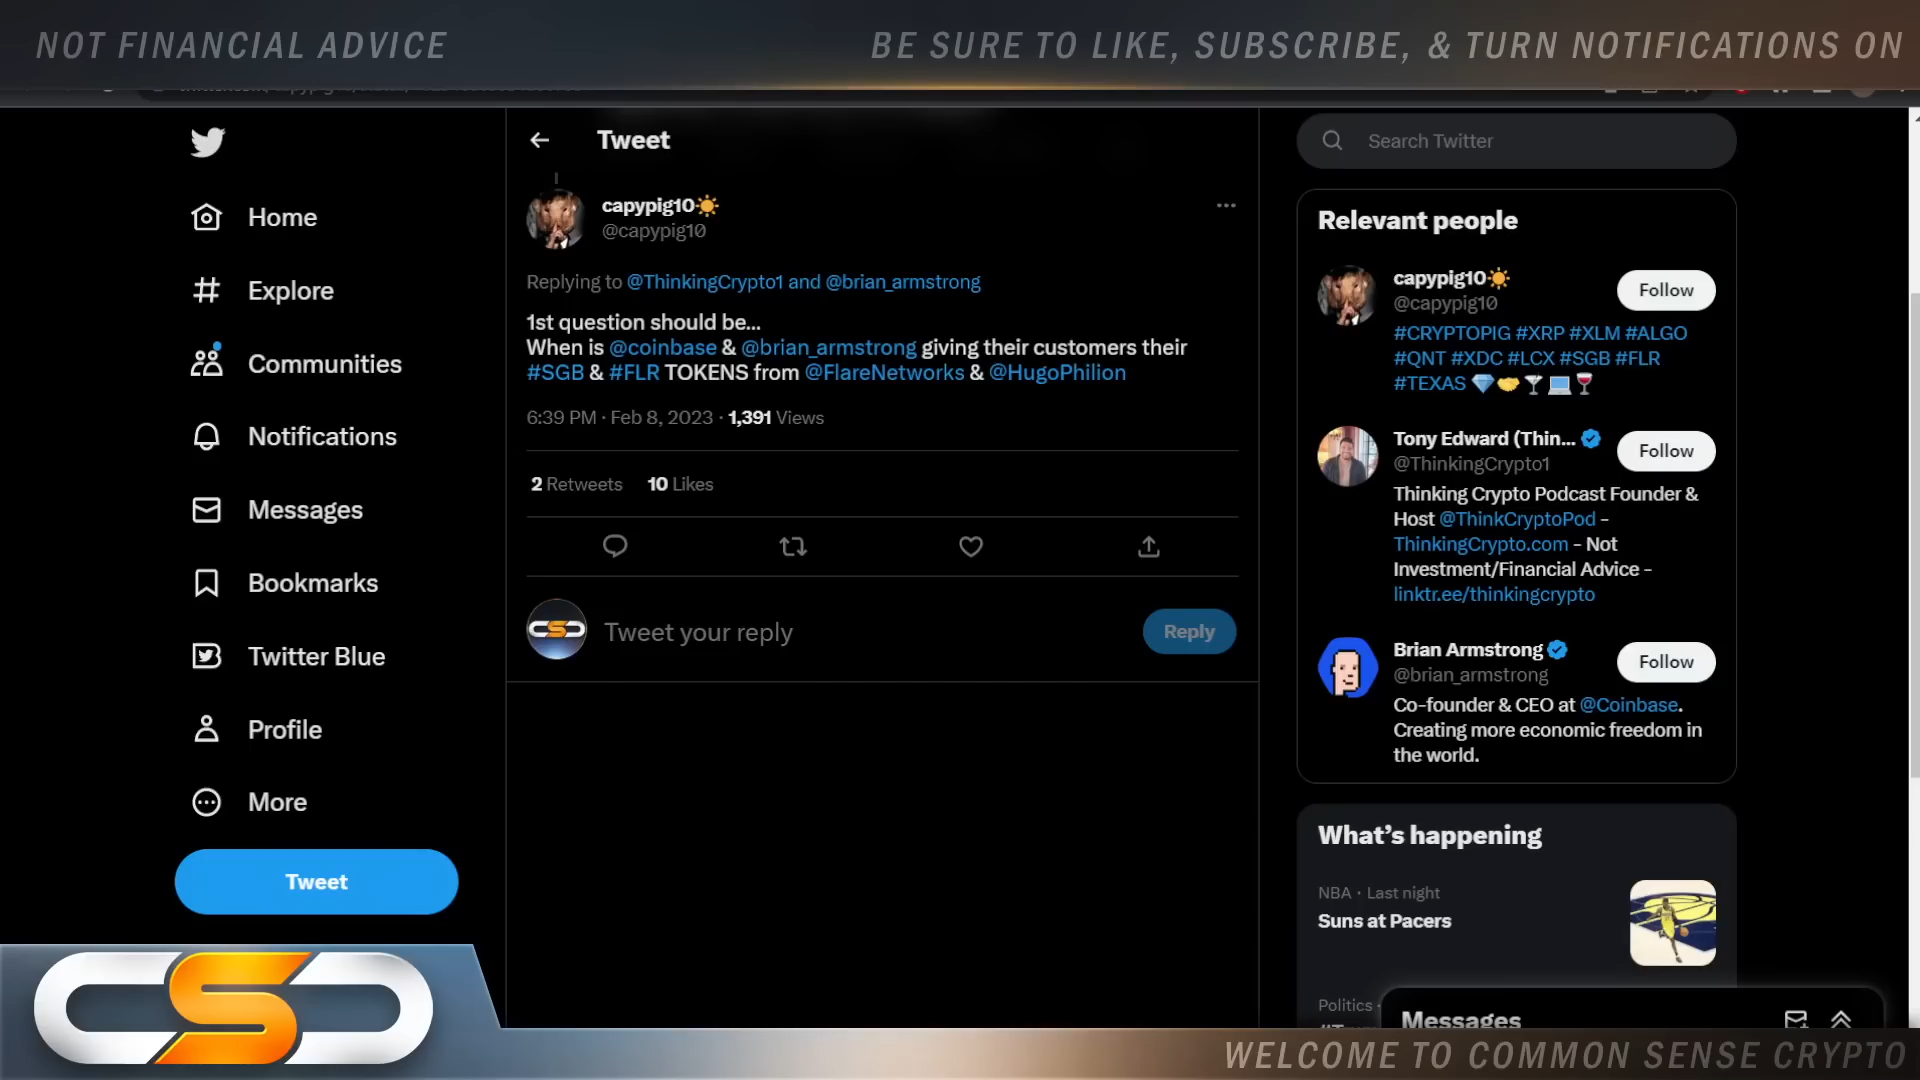 NOT FINANCIAL ADVICE
BE SURE TO LIKE, SUBSCRIBE, & TURN NOTIFICATIONS ON
Home
Explore
Communities
Notifications
Messages
Bookmarks
Twitter Blue
Profile
More
Tweet
Tweet
capypig10
@capypig10
Replying to @ThinkingCrypto1 and @brian_armstrong
1st question should be...
When is @coinbase & @brian_armstrong giving their customers their
#SGB & #FLR TOKENS from @FlareNetworks & @HugoPhilion
6:39 PM · Feb 8, 2023 · 1,391 Views
2 Retweets 10 Likes
Tweet your reply
Reply
Search Twitter
Relevant people
capypig10
@capypig10
Follow
#CRYPTOPIG #XRP #XLM #ALGO
#QNT #XDC #LCX #SGB #FLR
#TEXAS
Tony Edward (Thin...
@ThinkingCrypto1
Follow
Thinking Crypto Podcast Founder &
Host @ThinkCryptoPod -
ThinkingCrypto.com - Not
Investment/Financial Advice -
linktr.ee/thinkingcrypto
Brian Armstrong
@brian_armstrong
Follow
Co-founder & CEO at @Coinbase.
Creating more economic freedom in
the world.
What's happening
NBA · Last night
Suns at Pacers
Politics ·
Messages
CSC
WELCOME TO COMMON SENSE CRYPTO